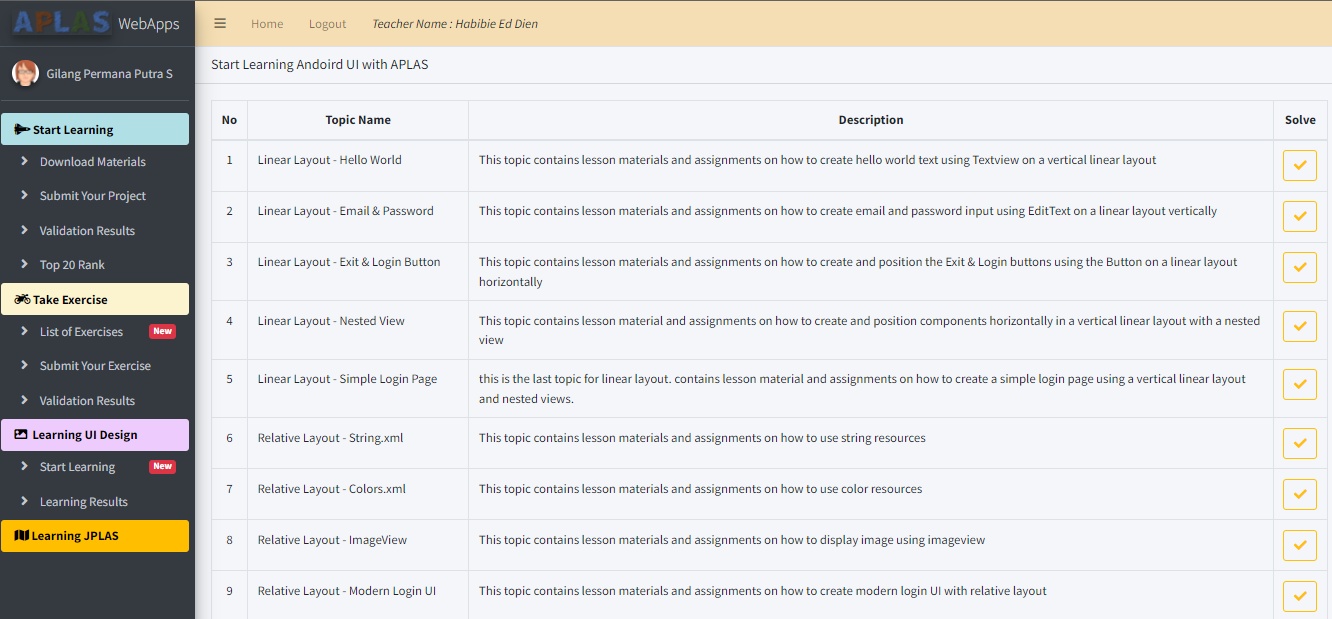 APLAS WebApps
Home Logout Teacher Name : Habibie Ed Dien
Gilang Permana Putra S
Start Learning
Download Materials
Submit Your Project
Validation Results
Top 20 Rank
Take Exercise
List of Exercises New
Submit Your Exercise
Validation Results
Learning UI Design
Start Learning New
Learning Results
Learning JPLAS
Start Learning Andoird UI with APLAS
No Topic Name Description Solve
1 Linear Layout - Hello World This topic contains lesson materials and assignments on how to create hello world text using Textview on a vertical linear layout
2 Linear Layout - Email & Password This topic contains lesson materials and assignments on how to create email and password input using EditText on a linear layout vertically
3 Linear Layout - Exit & Login Button This topic contains lesson materials and assignments on how to create and position the Exit & Login buttons using the Button on a linear layout
horizontally
4 Linear Layout - Nested View This topic contains lesson material and assignments on how to create and position components horizontally in a vertical linear layout with a nested
view
5 Linear Layout - Simple Login Page this is the last topic for linear layout. contains lesson material and assignments on how to create a simple login page using a vertical linear layout
and nested views.
6 Relative Layout - String.xml This topic contains lesson materials and assignments on how to use string resources
7 Relative Layout - Colors.xml This topic contains lesson materials and assignments on how to use color resources
8 Relative Layout - ImageView This topic contains lesson materials and assignments on how to display image using imageview
9 Relative Layout - Modern Login UI This topic contains lesson materials and assignments on how to create modern login UI with relative layout